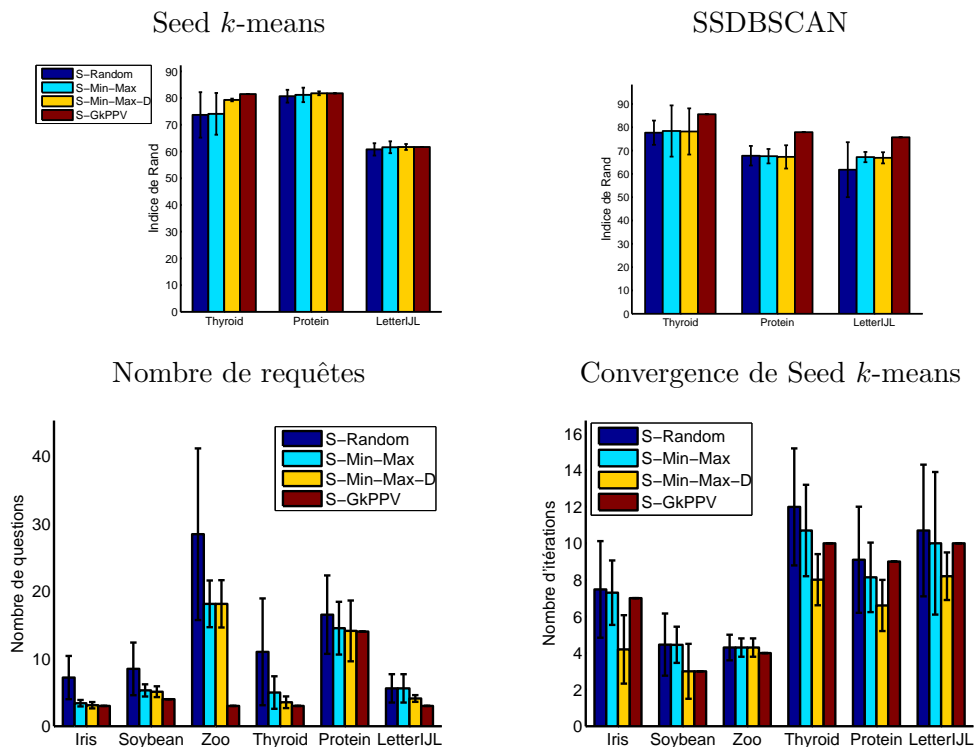 Seed k-means
SSDBSCAN
S-Random
S-Min-Max
S-Min-Max-D
S-GkPPV
Indice de Rand
90
80
70
60
50
40
30
20
10
0
Thyroid Protein LetterIJL
Indice de Rand
90
80
70
60
50
40
30
20
10
0
Thyroid Protein LetterIJL
Nombre de requêtes
Convergence de Seed k-means
S-Random
S-Min-Max
S-Min-Max-D
S-GkPPV
Nombre de questions
40
30
20
10
0
Iris Soybean Zoo Thyroid Protein LetterIJL
S-Random
S-Min-Max
S-Min-Max-D
S-GkPPV
Nombre d'itérations
16
14
12
10
8
6
4
2
0
Iris Soybean Zoo Thyroid Protein LetterIJL